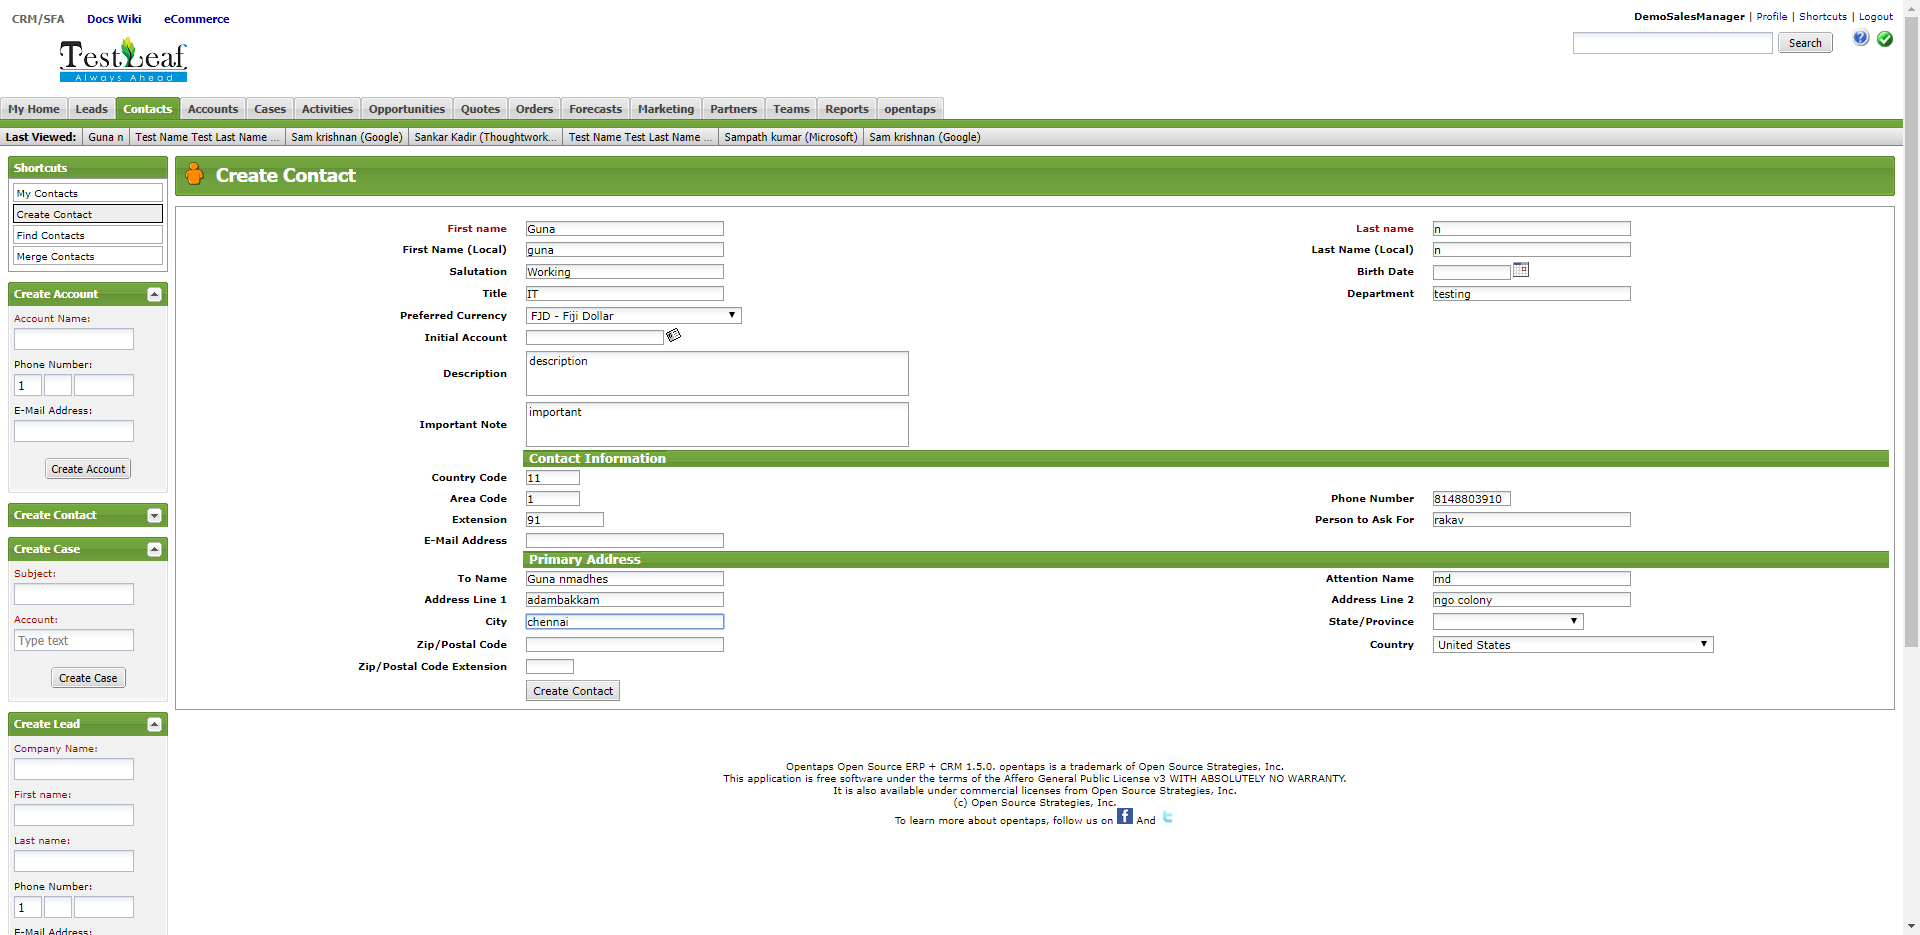 CRM/SFA Docs Wiki eCommerce
DemoSalesManager | Profile | Shortcuts | Logout
Search
TestLeaf
Always Ahead
My Home Leads Contacts Accounts Cases Activities Opportunities Quotes Orders Forecasts Marketing Partners Teams Reports opentaps
Last Viewed: Guna n Test Name Test Last Name ... Sam krishnan (Google) Sankar Kadir (Thoughtwork... Test Name Test Last Name ... Sampath kumar (Microsoft) Sam krishnan (Google)
Shortcuts
My Contacts
Create Contact
Find Contacts
Merge Contacts
Create Account
Account Name:
Phone Number:
1
E-Mail Address:
Create Account
Create Contact
Create Case
Subject:
Account:
Type text
Create Case
Create Lead
Company Name:
First name:
Last name:
Phone Number:
1
E-Mail Address:
Create Contact
First name Guna Last name n
First Name (Local) guna Last Name (Local) n
Salutation Working Birth Date
Title IT Department testing
Preferred Currency FJD - Fiji Dollar
Initial Account
Description description
Important Note important
Contact Information
Country Code 11
Area Code 1 Phone Number 8148803910
Extension 91 Person to Ask For rakav
E-Mail Address
Primary Address
To Name Guna nmadhes Attention Name md
Address Line 1 adambakkam Address Line 2 ngo colony
City chennai State/Province
Zip/Postal Code Country United States
Zip/Postal Code Extension
Create Contact
Opentaps Open Source ERP + CRM 1.5.0. opentaps is a trademark of Open Source Strategies, Inc.
This application is free software under the terms of the Affero General Public License v3 WITH ABSOLUTELY NO WARRANTY.
It is also available under commercial licenses from Open Source Strategies, Inc.
(c) Open Source Strategies, Inc.
To learn more about opentaps, follow us on f And t